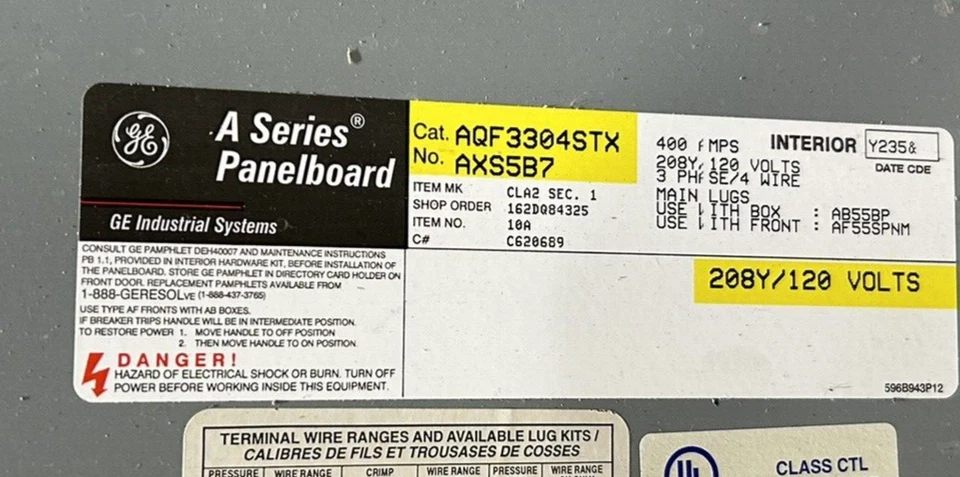 GE
A Series®
Panelboard
GE Industrial Systems
Cat. AQF3304STX
No. AXS5B7
ITEM MK CLA2 SEC. 1
SHOP ORDER 162D084325
ITEM NO. 10A
C# C620689
400 AMPS INTERIOR Y235&
208Y/120 VOLTS DATE CDE
3 PHASE/4 WIRE
MAIN LUGS
USE WITH BOX : AB55BP
USE WITH FRONT : AF55SPNM
208Y/120 VOLTS
CONSULT GE PAMPHLET DEH40007 AND MAINTENANCE INSTRUCTIONS
PB 1.1, PROVIDED IN INTERIOR HARDWARE KIT, BEFORE INSTALLATION OF
THE PANELBOARD. STORE GE PAMPHLET IN DIRECTORY CARD HOLDER ON
FRONT DOOR. REPLACEMENT PAMPHLETS AVAILABLE FROM
1-888-GERESOLVE (1-888-437-3765)
USE TYPE AF FRONTS WITH AB BOXES.
IF BREAKER TRIPS HANDLE WILL BE IN INTERMEDIATE POSITION.
TO RESTORE POWER 1. MOVE HANDLE TO OFF POSITION
2. THEN MOVE HANDLE TO ON POSITION.
DANGER!
HAZARD OF ELECTRICAL SHOCK OR BURN. TURN OFF
POWER BEFORE WORKING INSIDE THIS EQUIPMENT.
596B943P12
TERMINAL WIRE RANGES AND AVAILABLE LUG KITS /
CALIBRES DE FILS ET TROUSASES DE COSSES
PRESSURE WIRE RANGE CRIMP WIRE RANGE PRESSURE WIRE RANGE
UL
CLASS CTL